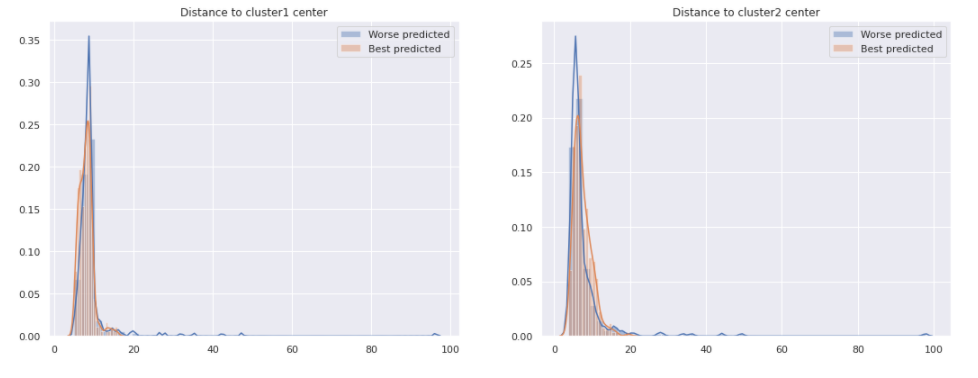 Distance to cluster1 center
Worse predicted
Best predicted
0.35
0.30
0.25
0.20
0.15
0.10
0.05
0.00
0 20 40 60 80 100
Distance to cluster2 center
Worse predicted
Best predicted
0.25
0.20
0.15
0.10
0.05
0.00
0 20 40 60 80 100